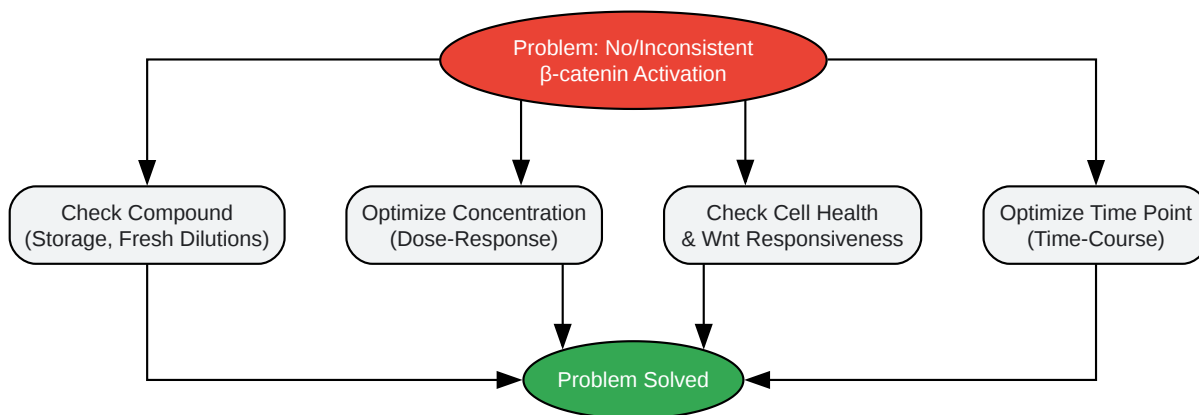 Problem: No/Inconsistent
β-catenin Activation
Check Compound
(Storage, Fresh Dilutions)
Optimize Concentration
(Dose-Response)
Check Cell Health
& Wnt Responsiveness
Optimize Time Point
(Time-Course)
Problem Solved